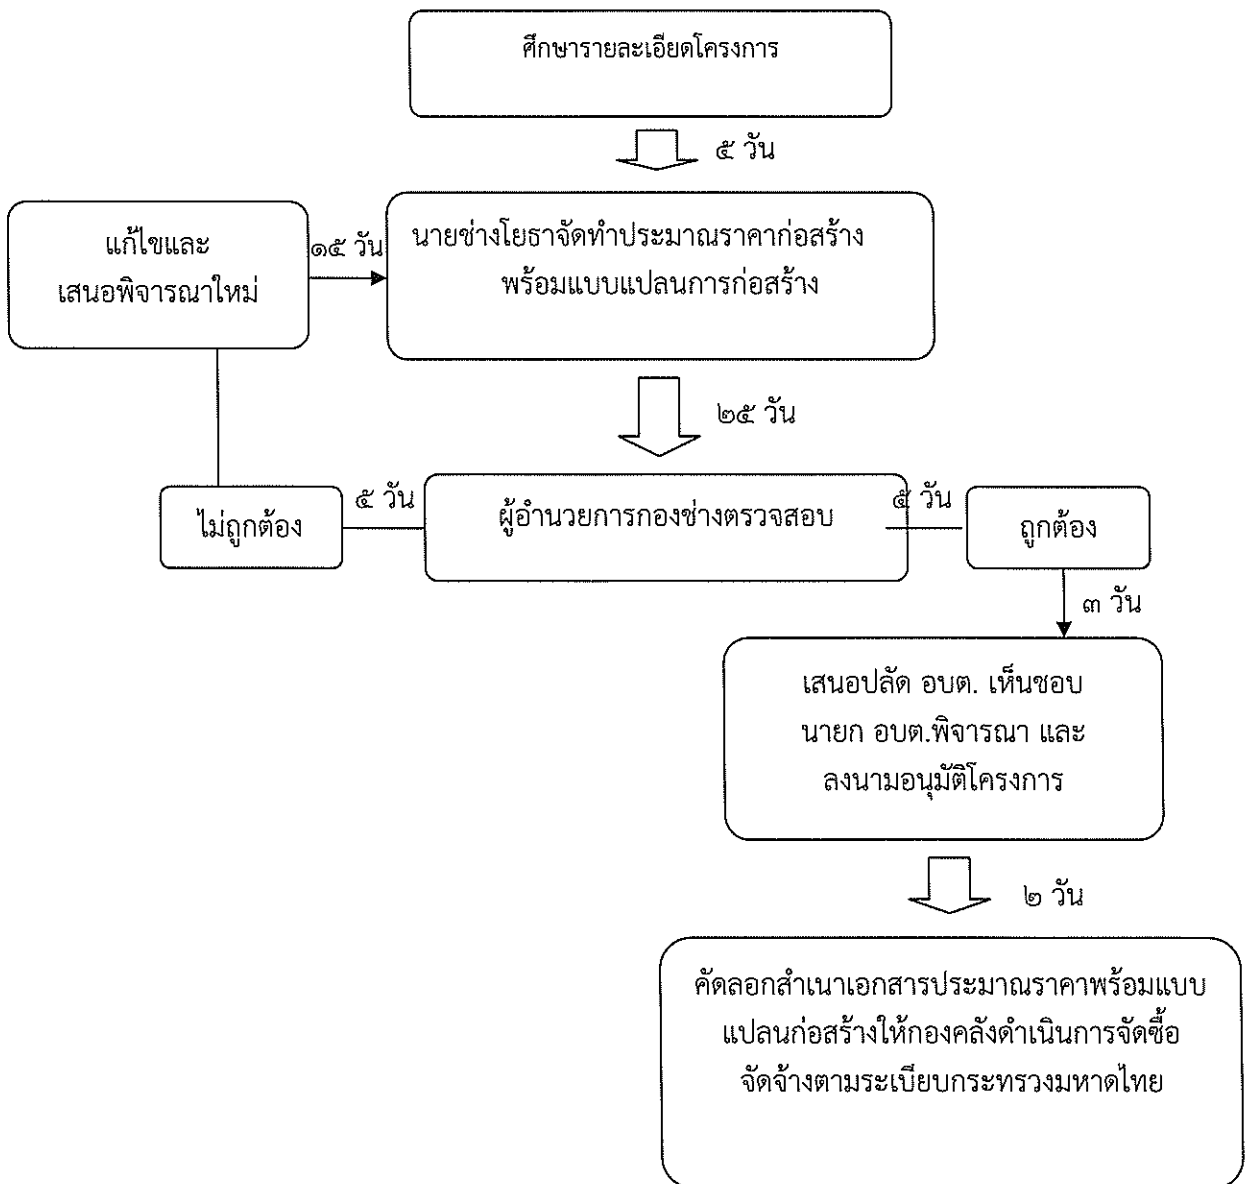 ศึกษารายละเอียดโครงการ
๕ วัน
แก้ไขและ
เสนอพิจารณาใหม่
๑๕ วัน
นายช่างโยธาจัดทำประมาณราคาก่อสร้าง
พร้อมแบบแปลนการก่อสร้าง
๒๕ วัน
ไม่ถูกต้อง
๕ วัน
ผู้อำนวยการกองช่างตรวจสอบ
๕ วัน
ถูกต้อง
๓ วัน
เสนอปลัด อบต. เห็นชอบ
นายก อบต.พิจารณา และ
ลงนามอนุมัติโครงการ
๒ วัน
คัดลอกสำเนาเอกสารประมาณราคาพร้อมแบบ
แปลนก่อสร้างให้กองคลังดำเนินการจัดซื้อ
จัดจ้างตามระเบียบกระทรวงมหาดไทย